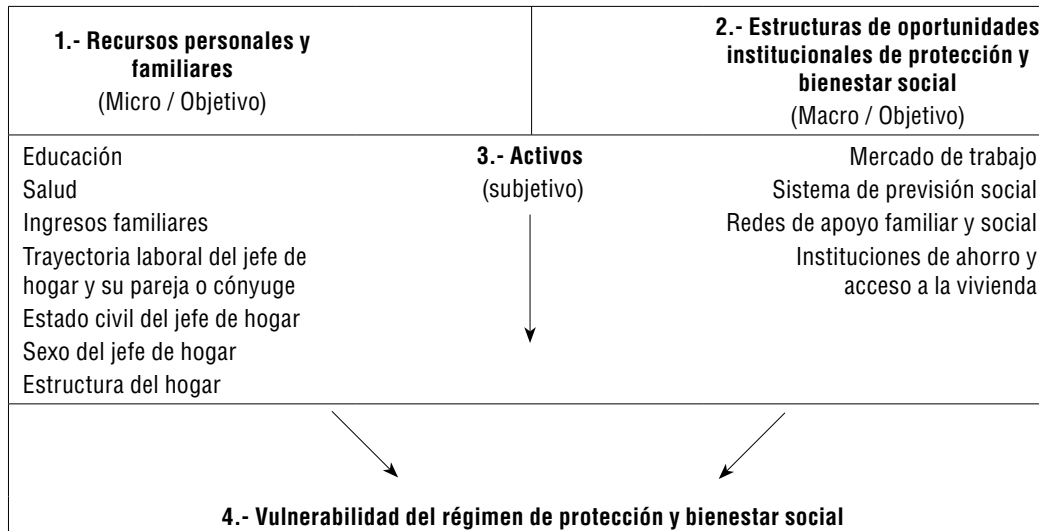 1.- Recursos personales y
familiares
(Micro / Objetivo)
2.- Estructuras de oportunidades
institucionales de protección y
bienestar social
(Macro / Objetivo)
Educación
Salud
Ingresos familiares
Trayectoria laboral del jefe de
hogar y su pareja o cónyuge
Estado civil del jefe de hogar
Sexo del jefe de hogar
Estructura del hogar
3.- Activos
(subjetivo)
Mercado de trabajo
Sistema de previsión social
Redes de apoyo familiar y social
Instituciones de ahorro y
acceso a la vivienda
4.- Vulnerabilidad del régimen de protección y bienestar social